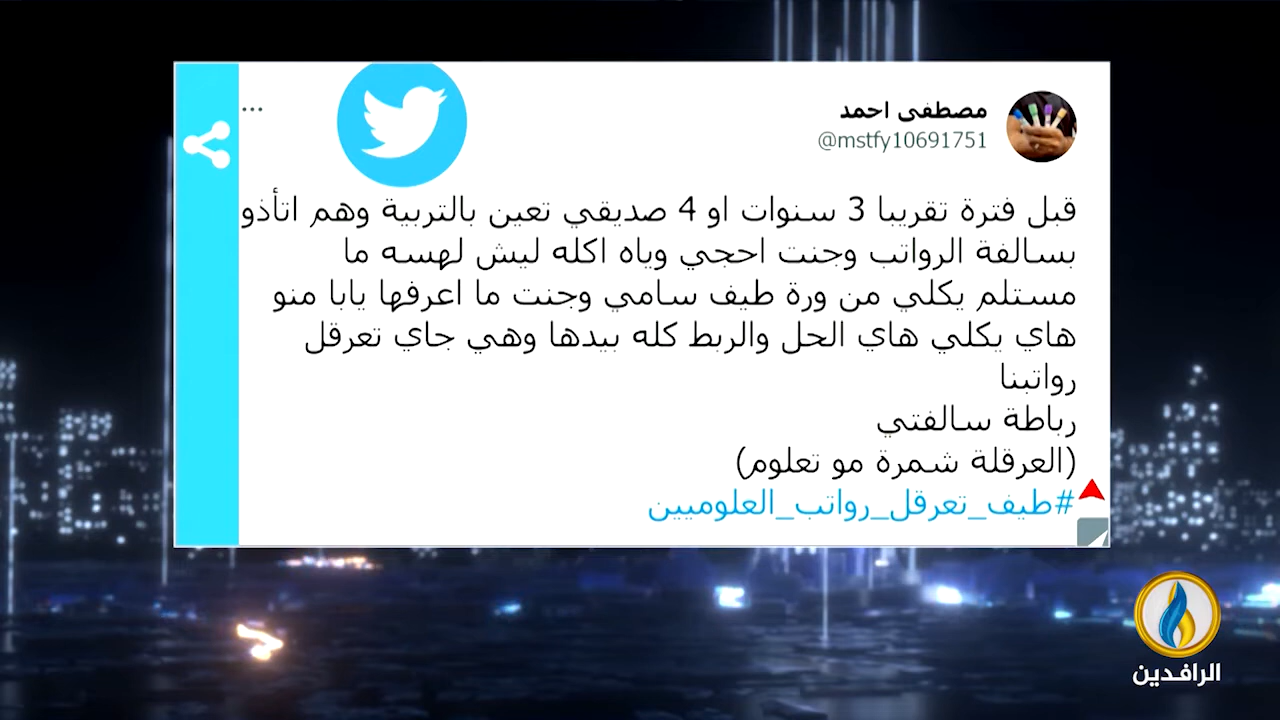 مصطفى احمد
@mstfy10691751
قبل فترة تقريبا 3 سنوات او 4 صديقي تعين بالتربية وهم اتأذو
بسالفة الرواتب وجنت احجي وياه اكله ليش لهسه ما
مستلم يكلي من ورة طيف سامي وجنت ما اعرفها يابا منو
هاي يكلي هاي الحل والربط كله بيدها وهي جاي تعرقل
رواتبنا
رباطة سالفتي
(العرقلة شمرة مو تعلوم)
#طيف_تعرقل_رواتب_العلوميين
الرافدين